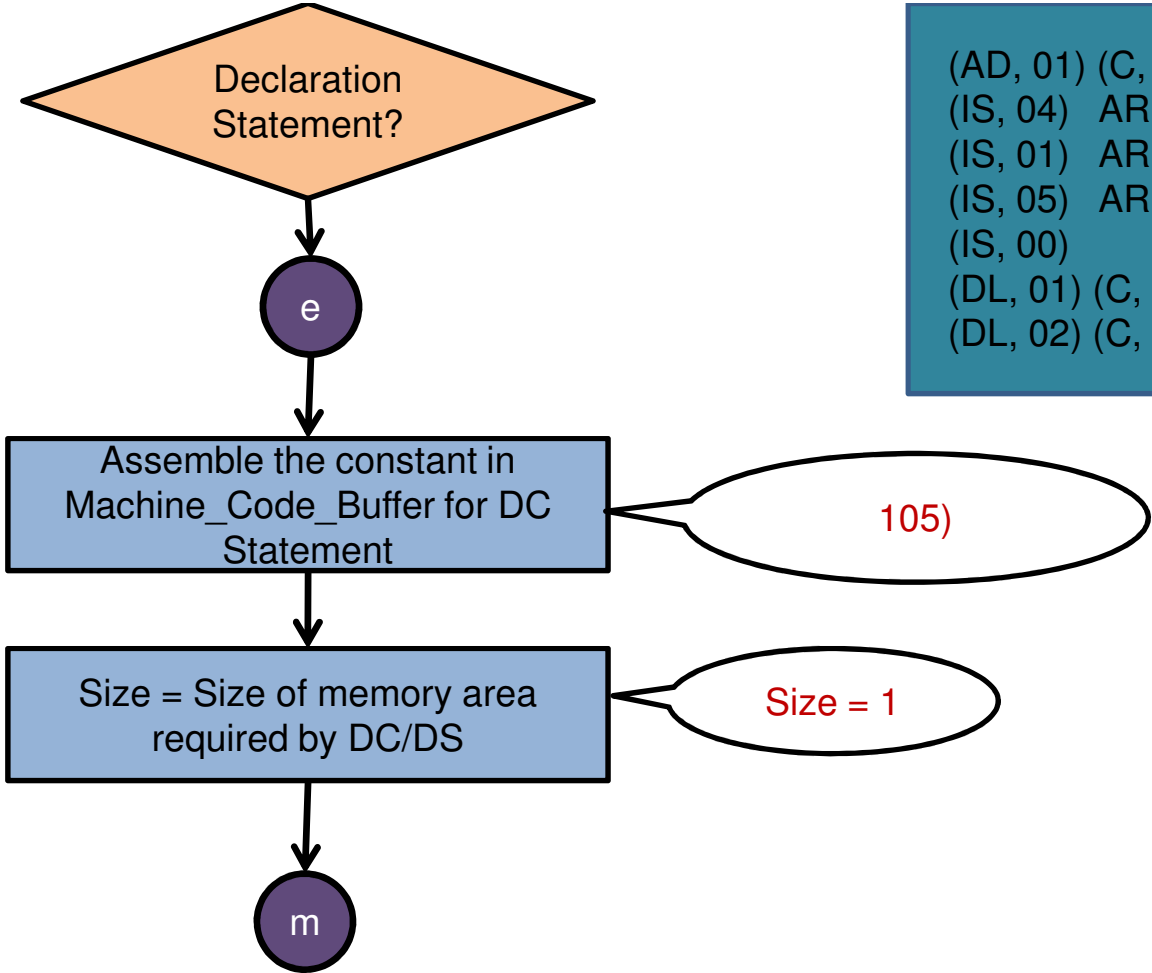 Declaration
Statement?
e
Assemble the constant in
Machine_Code_Buffer for DC
Statement
105)
Size = Size of memory area
required by DC/DS
Size = 1
m
(AD, 01) (C,
(IS, 04) AR
(IS, 01) AR
(IS, 05) AR
(IS, 00)
(DL, 01) (C,
(DL, 02) (C,